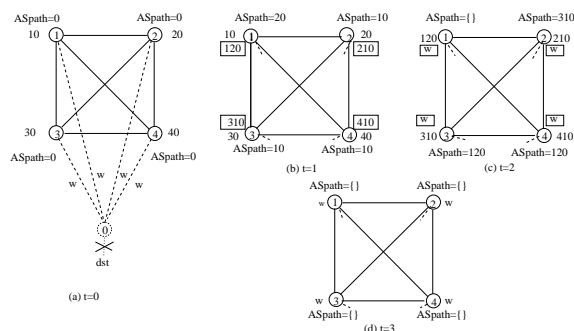 ASpath=0 ASpath=0
10 1 2 20
30 3 4 40
ASpath=0 ASpath=0
w w w w
0
dst
(a) t=0
ASpath=20 ASpath=10
10 1 2 20
120 210
310 410
30 3 4 40
ASpath=10 ASpath=10
(b) t=1
ASpath={} ASpath=310
120 1 2 210
w w
w w
310 3 4 410
ASpath=120 ASpath=120
(c) t=2
ASpath={} ASpath={}
w 1 2 w
w 3 4 w
ASpath={} ASpath={}
(d) t=3